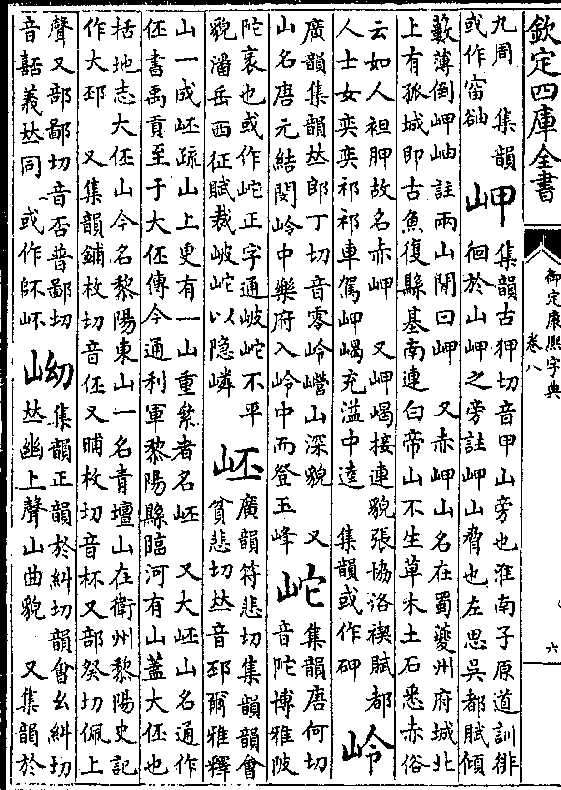 欽定四庫全書
御定康熙字典
卷八
六
九周 集韻或作㟋䖌
岬 集韻古狎切音甲山旁也淮南子原道訓徘
徊於山岬之旁註岬山脅也左思吳都賦傾
藪薄倒岬岫註兩山間曰岬 又赤岬山名在蜀夔州府城北
上有孤城即古魚復縣基南連白帝山不生草木土石悉赤俗
云如人袒胛故名赤岬 又岬嵑接連貌張協洛禊賦都
人士女奕奕祁祁車駕岬嵑充溢中逵 集韻或作碑
岭
廣韻集韻𠀤郎丁切音零岭巆山深貌 又
山名唐元結閔岭中樂府入岭中而登玉峰
岮 集韻唐何切
音陀博雅陂
陀衺也或作岮正字通岐岮不平
貌潘岳西征賦裁岥岮以隱嶙
岯 廣韻符悲切集韻韻會
貧悲切𠀤音邳爾雅釋
山一成岯疏山上更有一山重纍者名岯 又大岯山名通作
伾書禹貢至于大伾傳今通利軍黎陽縣臨河有山蓋大伾也
括地志大伾山今名黎陽東山一名青壇山在衛州黎陽史記
作大邳 又集韻鋪枚切音伾又晡枚切音杯又部癸切佩上
聲又部鄙切音否普鄙切
音嚭義𠀤同 或作𡶊岓
岰 集韻正韻於糾切韻會幺糾切
𠀤幽上聲山曲貌 又集韻於